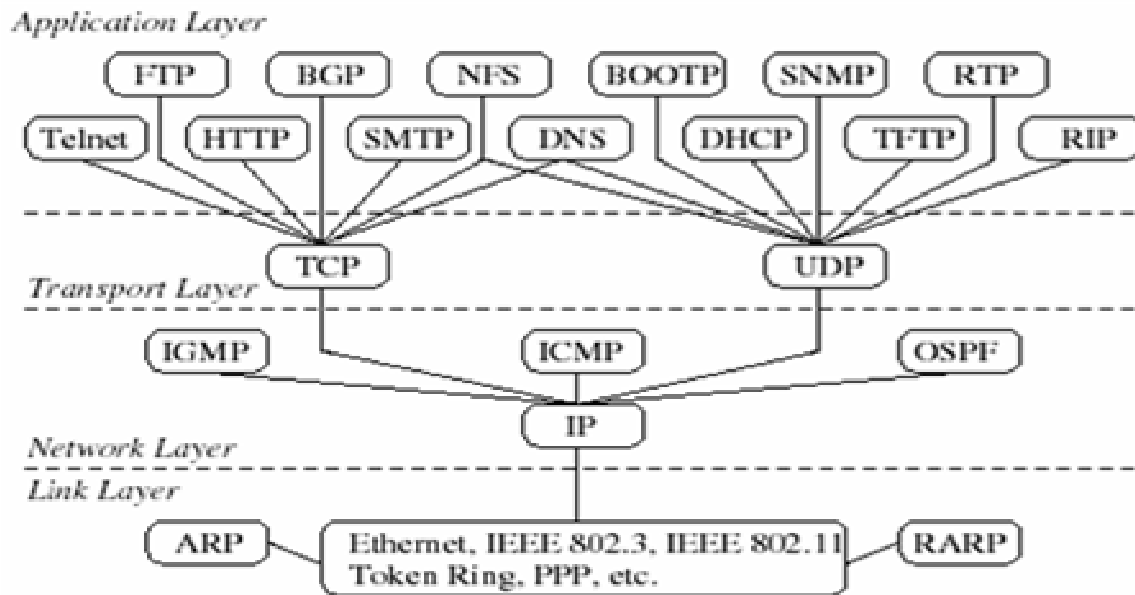 Application Layer
FTP BGP NFS BOOTP SNMP RTP
Telnet HTTP SMTP DNS DHCP TFTP RIP
TCP UDP
Transport Layer
IGMP ICMP OSPF
IP
Network Layer
Link Layer
ARP Ethernet, IEEE 802.3, IEEE 802.11 RARP
Token Ring, PPP, etc.